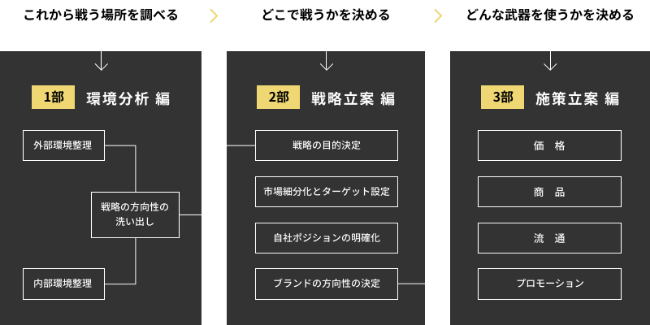 これから戦う場所を調べる
どこで戦うかを決める
どんな武器を使うかを決める
1部 環境分析 編
外部環境整理
戦略の方向性の
洗い出し
内部環境整理
2部 戦略立案 編
戦略の目的決定
市場細分化とターゲット設定
自社ポジションの明確化
ブランドの方向性の決定
3部 施策立案 編
価　格
商　品
流　通
プロモーション